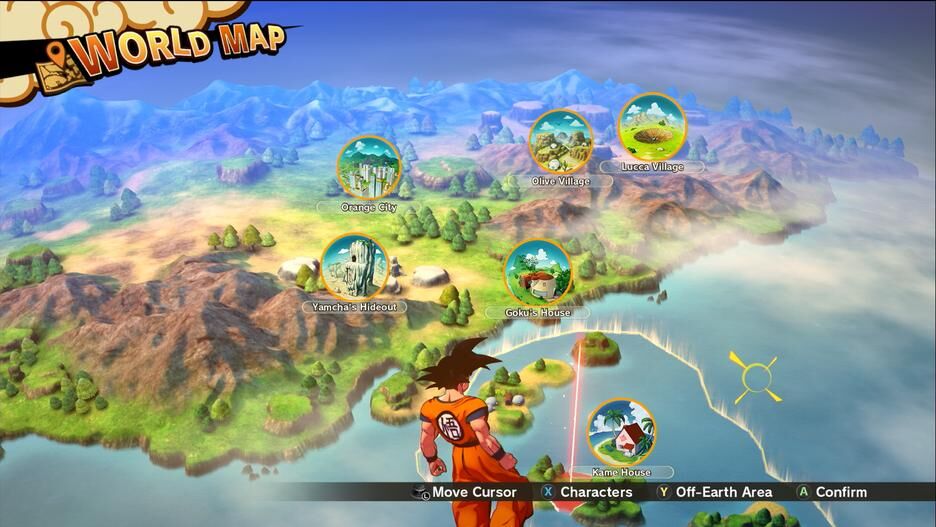 WORLD MAP
Lucca Village
Olive Village
Orange City
Yamcha's Hideout
Goku's House
悟
Kame House
L Move Cursor X Characters Y Off-Earth Area A Confirm